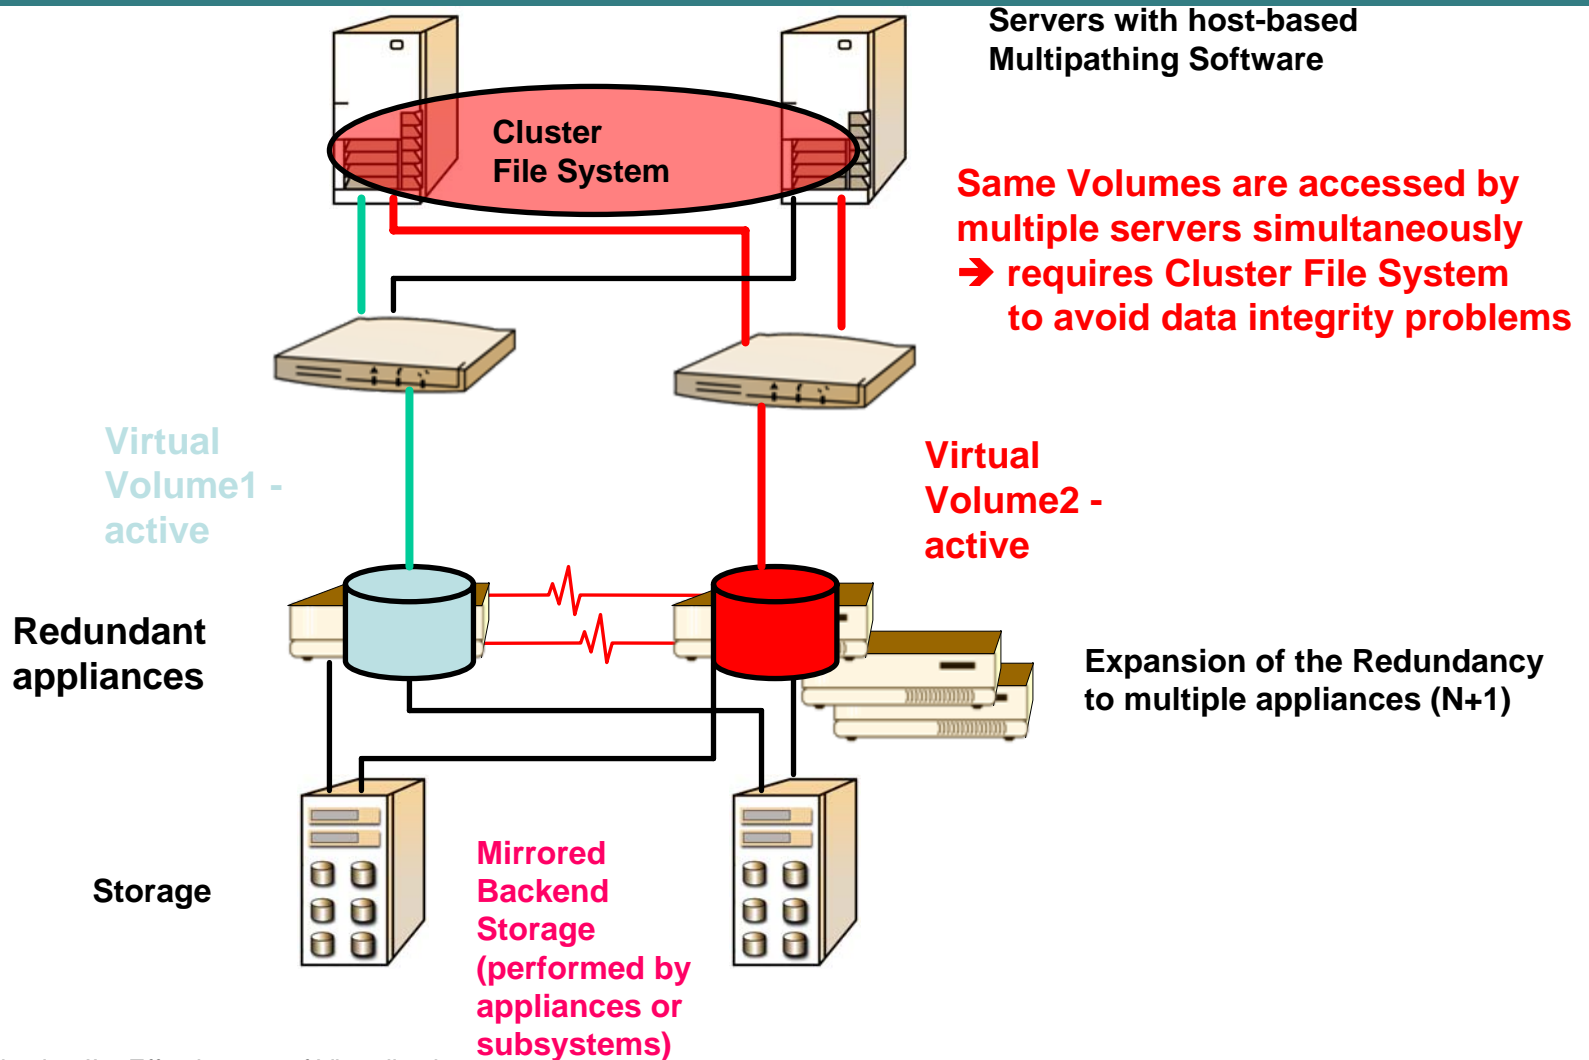 Servers with host-based
Multipathing Software
Cluster
File System
Same Volumes are accessed by
multiple servers simultaneously
➔ requires Cluster File System
to avoid data integrity problems
Virtual
Volume1 -
active
Virtual
Volume2 -
active
Redundant
appliances
Expansion of the Redundancy
to multiple appliances (N+1)
Storage
Mirrored
Backend
Storage
(performed by
appliances or
subsystems)